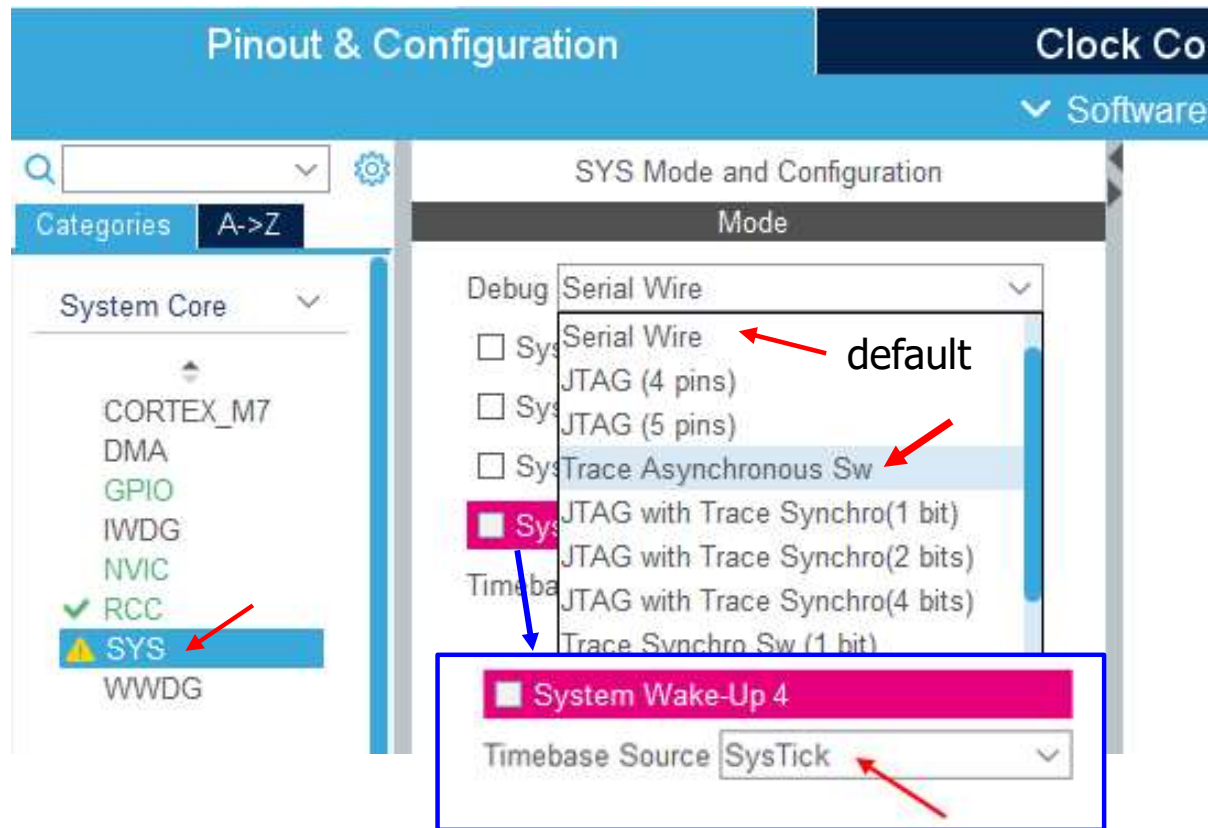 Pinout & Configuration
Clock Co
Software
SYS Mode and Configuration
Categories
A->Z
Mode
System Core
CORTEX_M7
DMA
GPIO
IWDG
NVIC
RCC
SYS
WWDG
Debug Serial Wire
Sys Serial Wire
default
JTAG (4 pins)
Sys JTAG (5 pins)
Sys Trace Asynchronous Sw
Sys JTAG with Trace Synchro(1 bit)
JTAG with Trace Synchro(2 bits)
Timeba JTAG with Trace Synchro(4 bits)
Trace Synchro Sw (1 bit)
System Wake-Up 4
Timebase Source SysTick